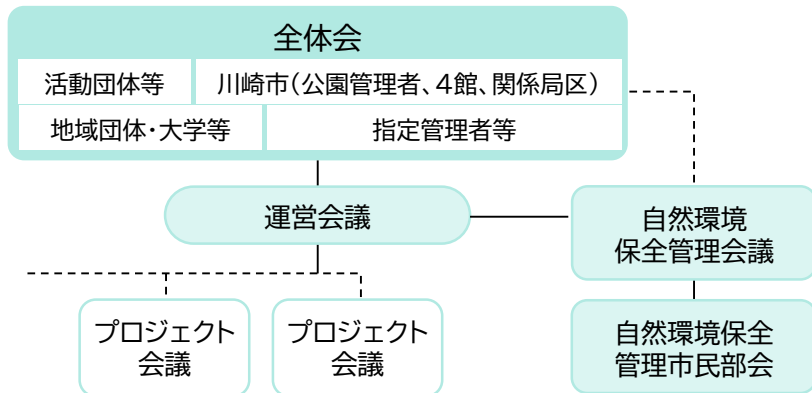 全体会
活動団体等
川崎市(公園管理者、4館、関係局区)
地域団体・大学等
指定管理者等
運営会議
自然環境
保全管理会議
プロジェクト
会議
プロジェクト
会議
自然環境保全
管理市民部会